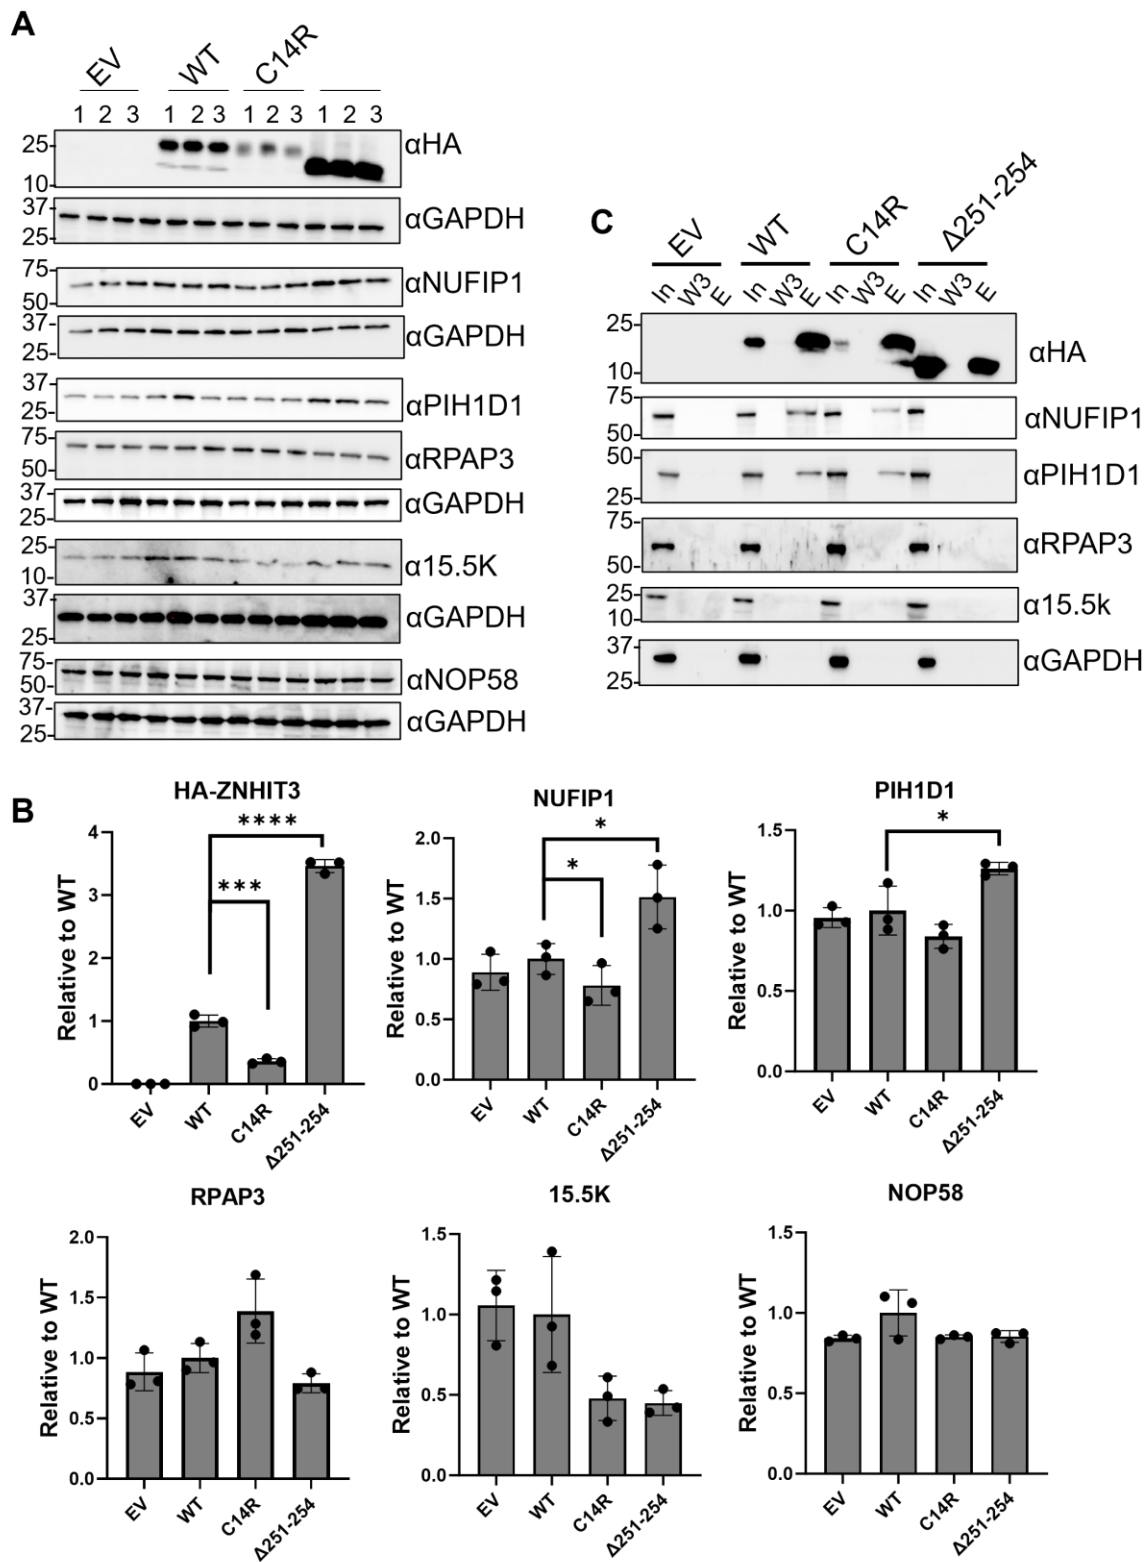 A
EV WT C14R
1 2 3 1 2 3 1 2 3 1 2 3
25- αHA
10-
37- αGAPDH
25-
75- αNUFIP1
50-
37- αGAPDH
25-
37- αPIH1D1
25-
75- αRPAP3
50-
37- αGAPDH
25-
25- α15.5K
10-
37- αGAPDH
25-
75- αNOP58
50-
37- αGAPDH
25-
C
EV WT C14R Δ251-254
In W3 E In W3 E In W3 E In W3 E
25- αHA
10-
75- αNUFIP1
50-
50- αPIH1D1
25-
75- αRPAP3
50-
25- α15.5k
10-
37- αGAPDH
25-
B
HA-ZNHIT3
Relative to WT
4
3
2
1
0
**** 
***
EV WT C14R Δ251-254
NUFIP1
Relative to WT
2.0
1.5
1.0
0.5
0.0
*
*
EV WT C14R Δ251-254
PIH1D1
Relative to WT
1.5
1.0
0.5
0.0
*
EV WT C14R Δ251-254
RPAP3
Relative to WT
2.0
1.5
1.0
0.5
0.0
EV WT C14R Δ251-254
15.5K
Relative to WT
1.5
1.0
0.5
0.0
EV WT C14R Δ251-254
NOP58
Relative to WT
1.5
1.0
0.5
0.0
EV WT C14R Δ251-254